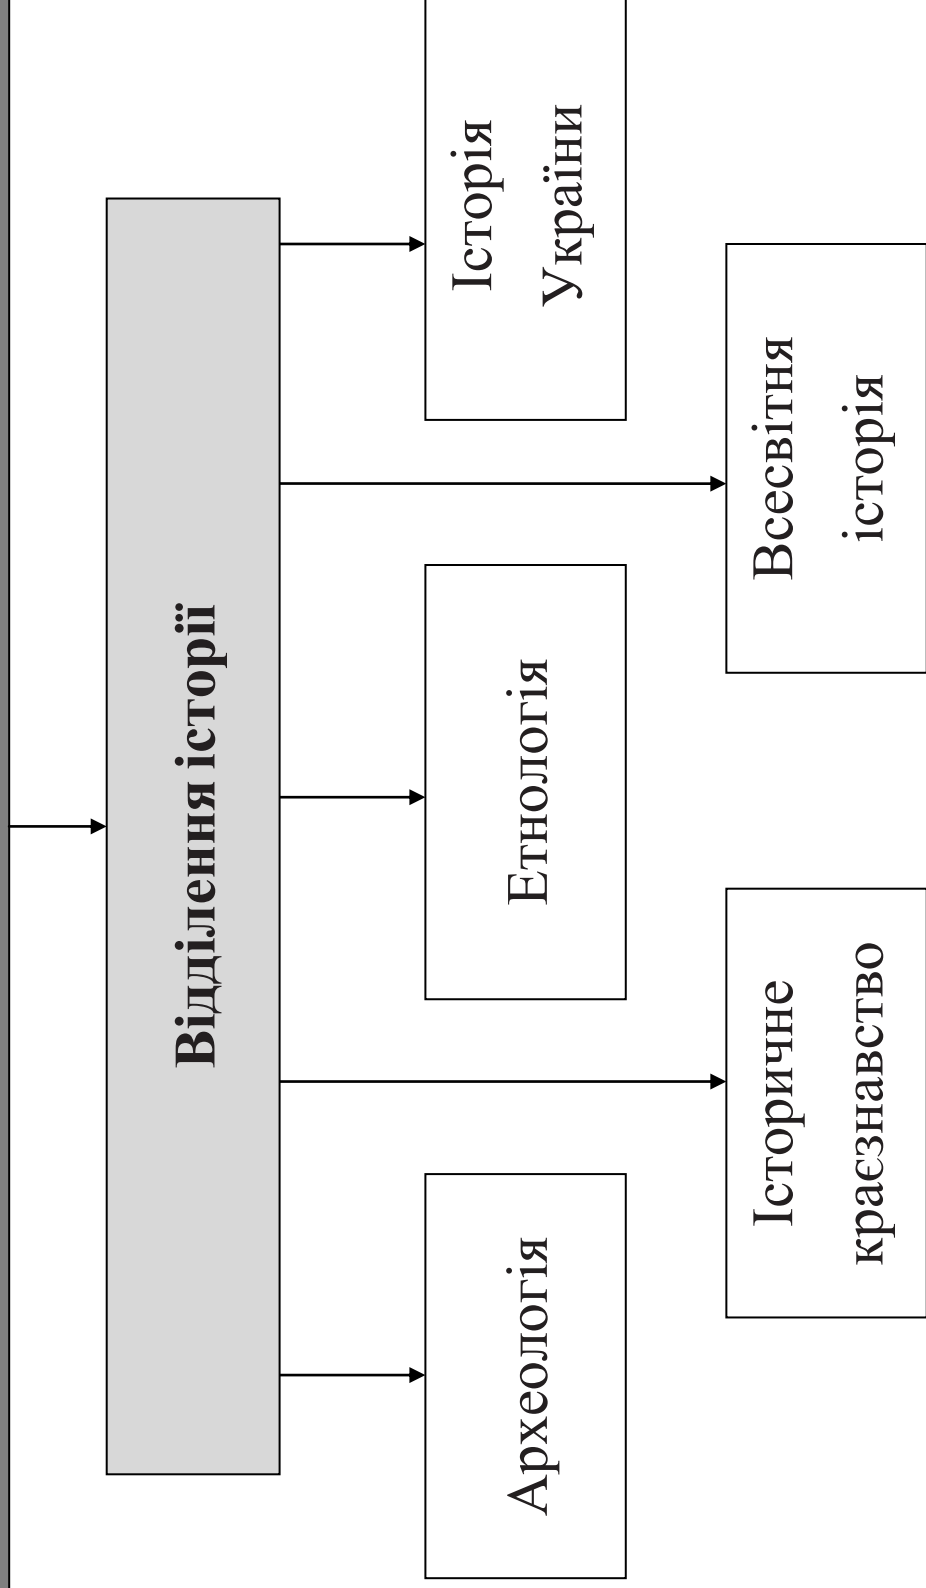 Відділення історії
Археологія
Етнологія
Історія
України
Історичне
краєзнавство
Всесвітня
історія